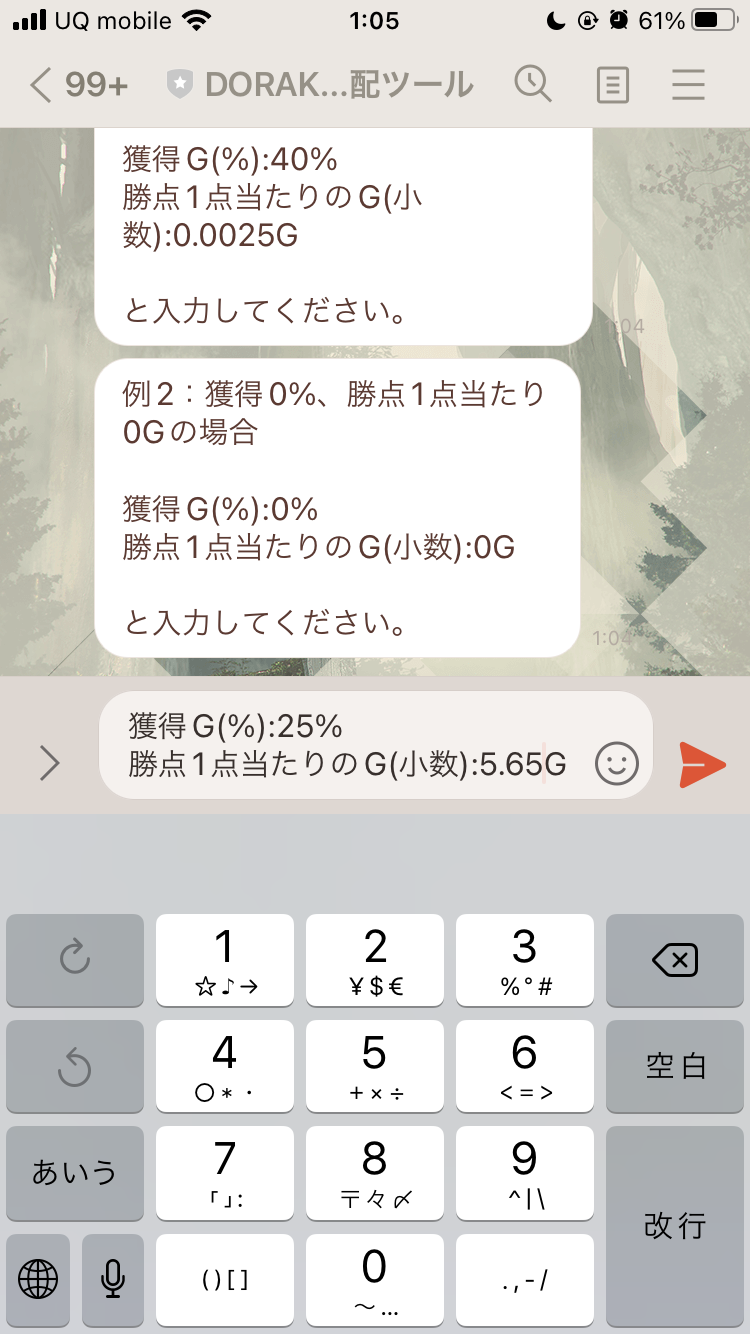 UQ mobile 1:05 61%
99+ DORAK...配ツール
獲得G(%):40%
勝点1点当たりのG(小
数):0.0025G
と入力してください。
1:04
例2：獲得0%、勝点1点当たり
0Gの場合
獲得G(%):0%
勝点1点当たりのG(小数):0G
と入力してください。
獲得G(%):25%
勝点1点当たりのG(小数):5.65G
1 2 3
☆♪→ ¥$€ %°#
4 5 6 空白
○*・ +×÷ <=>
あいう 7 8 9
「」: 〒々〆 ^|\
改行
()[] 0 .,-/
〜…